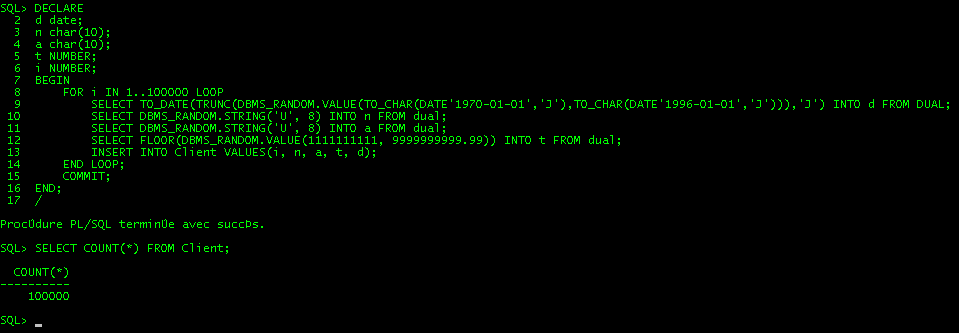 SQL> DECLARE
  2  d date;
  3  n char(10);
  4  a char(10);
  5  t NUMBER;
  6  i NUMBER;
  7  BEGIN
  8      FOR i IN 1..100000 LOOP
  9          SELECT TO_DATE(TRUNC(DBMS_RANDOM.VALUE(TO_CHAR(DATE'1970-01-01','J'),TO_CHAR(DATE'1996-01-01','J'))),'J') INTO d FROM DUAL;
 10          SELECT DBMS_RANDOM.STRING('U', 8) INTO n FROM dual;
 11          SELECT DBMS_RANDOM.STRING('U', 8) INTO a FROM dual;
 12          SELECT FLOOR(DBMS_RANDOM.VALUE(1111111111, 9999999999.99)) INTO t FROM dual;
 13          INSERT INTO Client VALUES(i, n, a, t, d);
 14      END LOOP;
 15      COMMIT;
 16  END;
 17  /
ProcÚdure PL/SQL terminÚe avec succÞs.
SQL> SELECT COUNT(*) FROM Client;
  COUNT(*)
----------
    100000
SQL> _